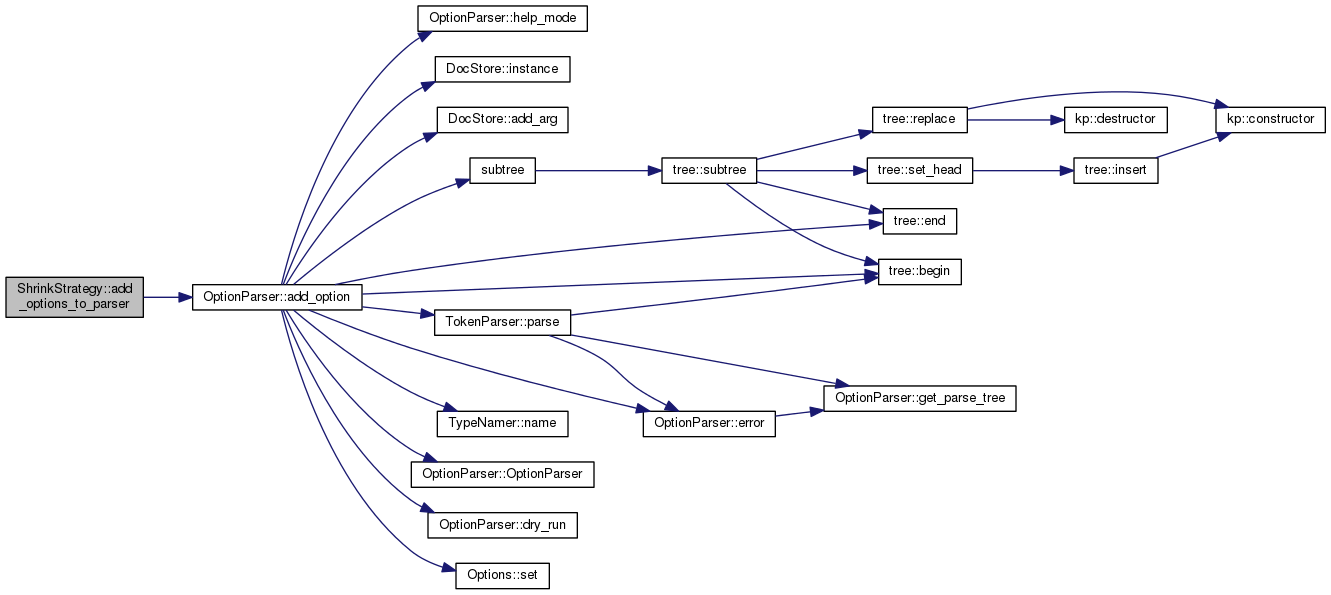 OptionParser::help_mode
DocStore::instance
DocStore::add_arg
tree::replace
kp::destructor
kp::constructor
subtree
tree::subtree
tree::set_head
tree::insert
tree::end
tree::begin
ShrinkStrategy::add
_options_to_parser
OptionParser::add_option
TokenParser::parse
OptionParser::get_parse_tree
TypeNamer::name
OptionParser::error
OptionParser::OptionParser
OptionParser::dry_run
Options::set